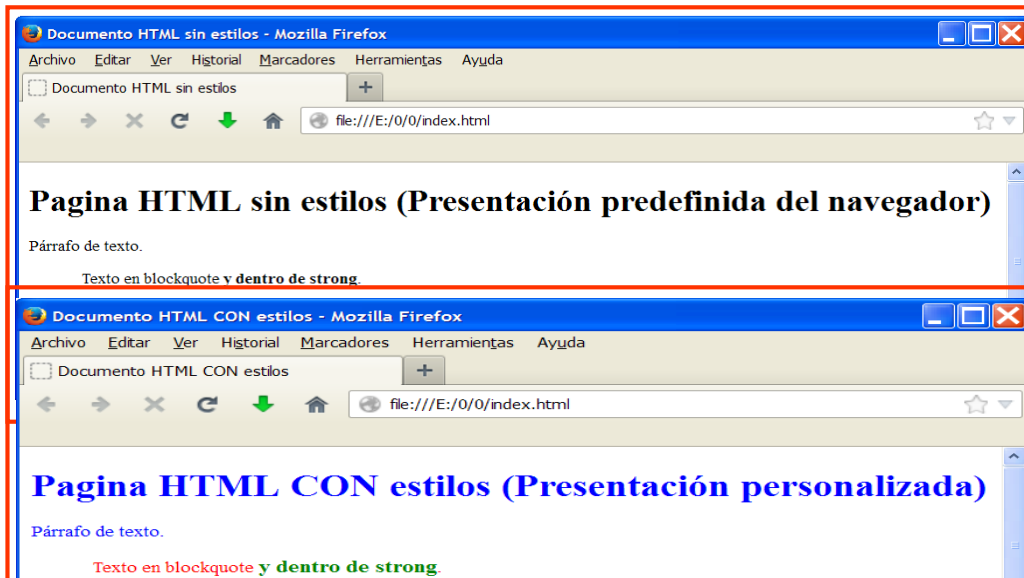 Documento HTML sin estilos - Mozilla Firefox
Archivo Editar Ver Historial Marcadores Herramientas Ayuda
Documento HTML sin estilos
file:///E:/0/0/index.html
Pagina HTML sin estilos (Presentación predefinida del navegador)
Párrafo de texto.
Texto en blockquote y dentro de strong.
Documento HTML CON estilos - Mozilla Firefox
Archivo Editar Ver Historial Marcadores Herramientas Ayuda
Documento HTML CON estilos
file:///E:/0/0/index.html
Pagina HTML CON estilos (Presentación personalizada)
Párrafo de texto.
Texto en blockquote y dentro de strong.